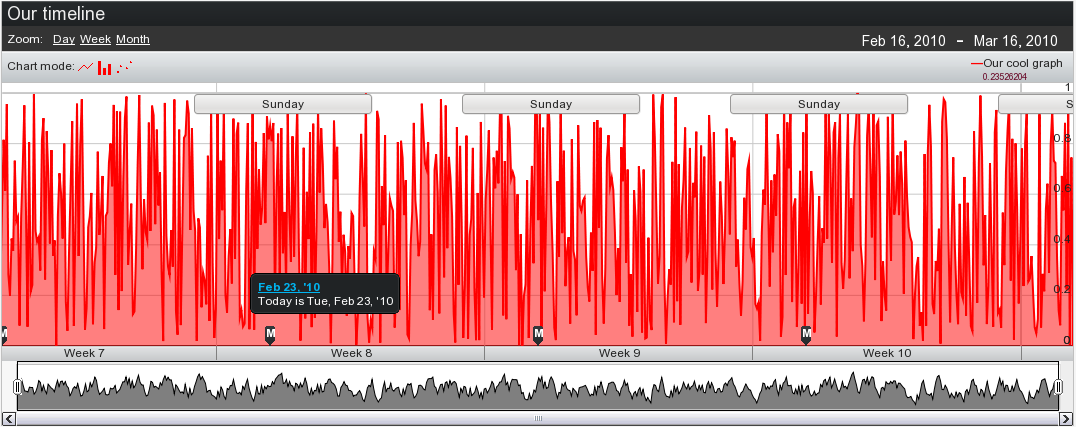 Our timeline
Zoom: Day Week Month
Feb 16, 2010 - Mar 16, 2010
Chart mode:
Our cool graph
0.23526204
1
Sunday Sunday Sunday S
0.8
0.6
0.4
Feb 23, '10
Today is Tue, Feb 23, '10
0.2
M M M M
0
Week 7 Week 8 Week 9 Week 10